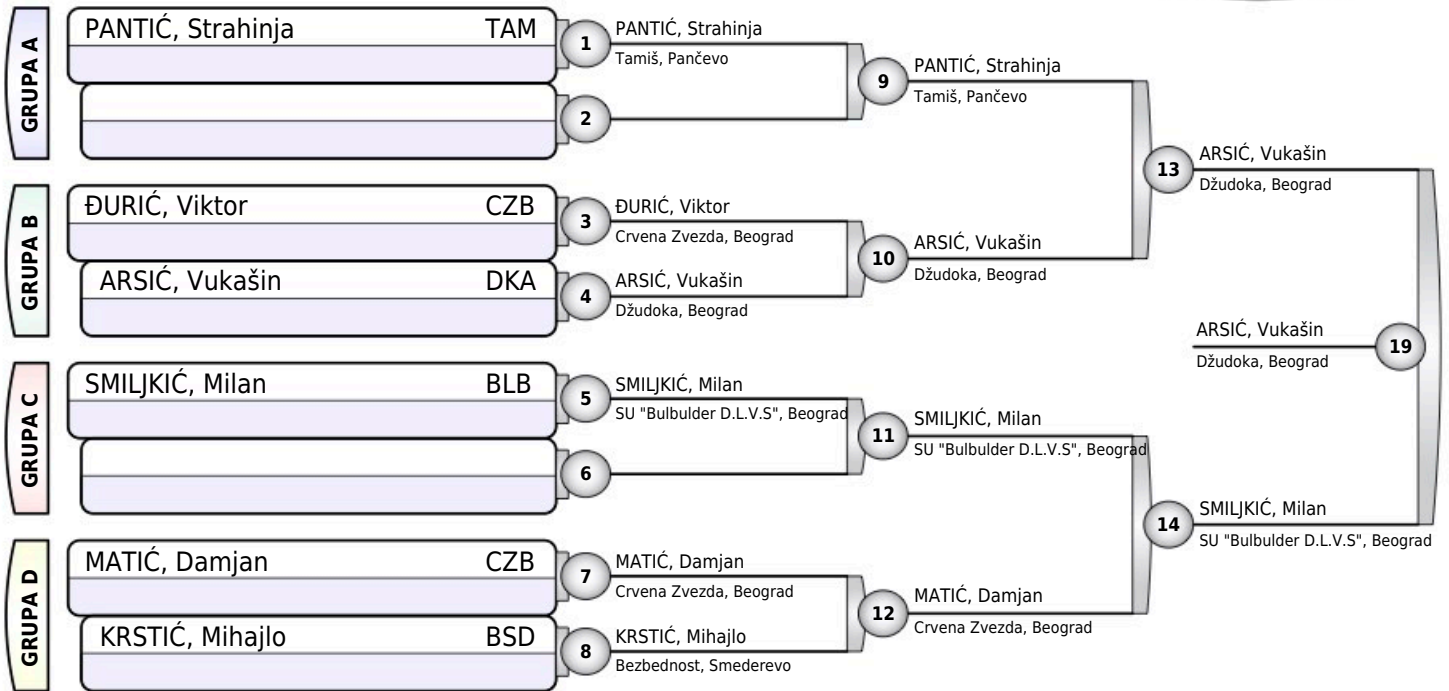 GRUPA A
PANTIĆ, Strahinja TAM
1
PANTIĆ, Strahinja
Tamiš, Pančevo
2
9
PANTIĆ, Strahinja
Tamiš, Pančevo
GRUPA B
ĐURIĆ, Viktor CZB
3
ĐURIĆ, Viktor
Crvena Zvezda, Beograd
ARSIĆ, Vukašin DKA
4
ARSIĆ, Vukašin
Džudoka, Beograd
10
ARSIĆ, Vukašin
Džudoka, Beograd
13
ARSIĆ, Vukašin
Džudoka, Beograd
GRUPA C
SMILJKIĆ, Milan BLB
5
SMILJKIĆ, Milan
SU "Bulbulder D.L.V.S", Beograd
6
11
SMILJKIĆ, Milan
SU "Bulbulder D.L.V.S", Beograd
GRUPA D
MATIĆ, Damjan CZB
7
MATIĆ, Damjan
Crvena Zvezda, Beograd
KRSTIĆ, Mihajlo BSD
8
KRSTIĆ, Mihajlo
Bezbednost, Smederevo
12
MATIĆ, Damjan
Crvena Zvezda, Beograd
14
SMILJKIĆ, Milan
SU "Bulbulder D.L.V.S", Beograd
ARSIĆ, Vukašin
Džudoka, Beograd
19